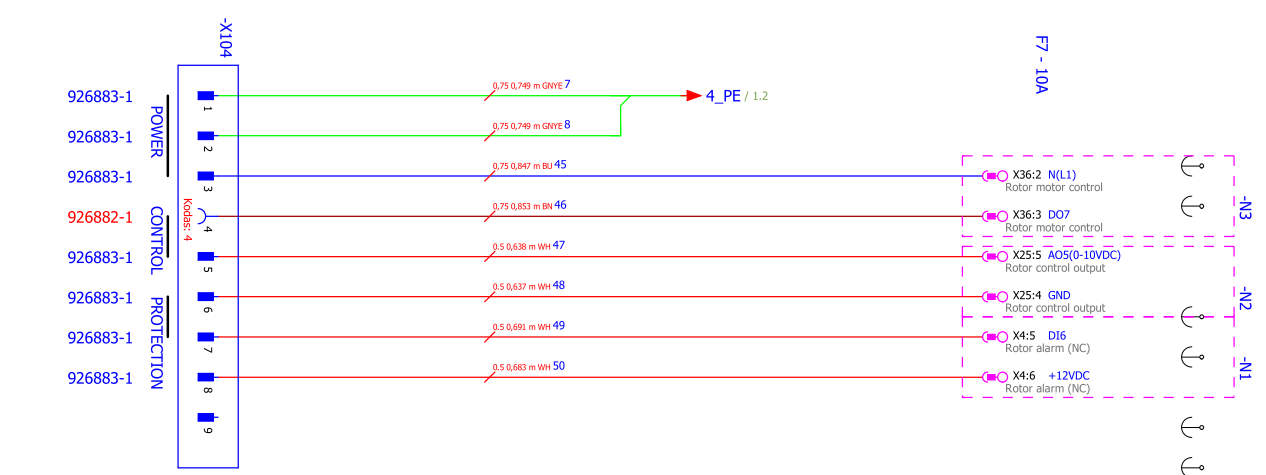 -X104
F7 - 10A
926883-1
1
0,75 0,749 m GNYE 7
4_PE / 1.2
926883-1
2
0,75 0,749 m GNYE 8
POWER
926883-1
3
0,75 0,847 m BU 45
X36:2 N(L1)
Rotor motor control
926882-1
Kodas: 4
4
0,75 0,853 m BN 46
X36:3 DO7
Rotor motor control
-N3
CONTROL
926883-1
5
0.5 0,638 m WH 47
X25:5 AO5(0-10VDC)
Rotor control output
926883-1
6
0.5 0,637 m WH 48
X25:4 GND
Rotor control output
-N2
PROTECTION
926883-1
7
0.5 0,691 m WH 49
X4:5 DI6
Rotor alarm (NC)
926883-1
8
0.5 0,683 m WH 50
X4:6 +12VDC
Rotor alarm (NC)
-N1
9